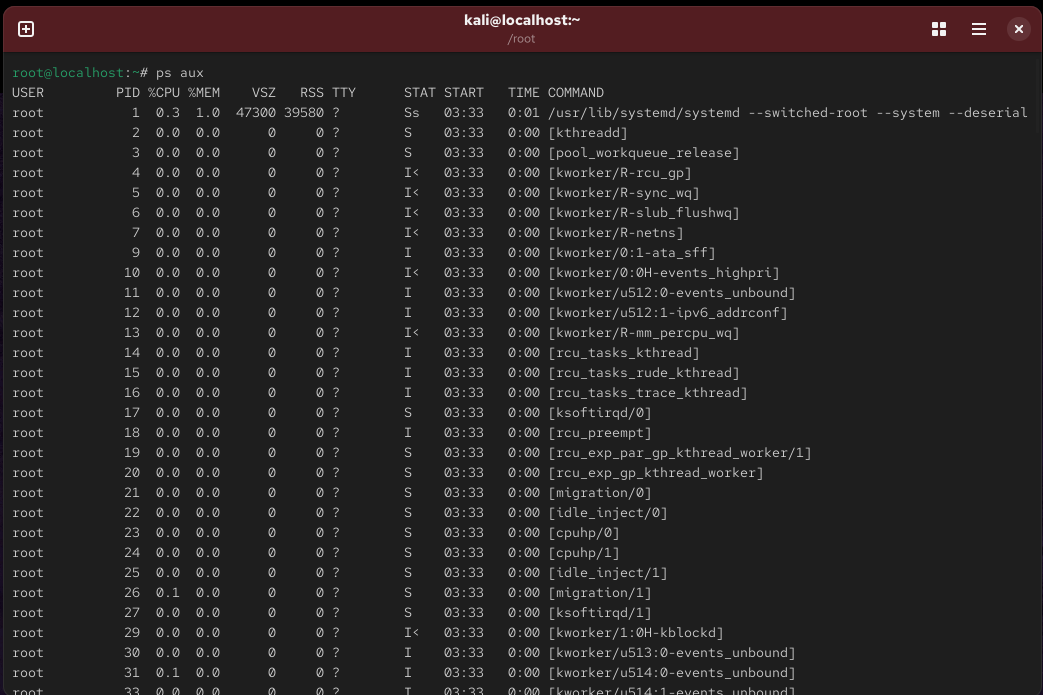 kali@localhost:~
/root
root@localhost:~# ps aux
USER         PID %CPU %MEM    VSZ   RSS TTY      STAT START   TIME COMMAND
root           1  0.3  1.0  47300 39580 ?        Ss   03:33   0:01 /usr/lib/systemd/systemd --switched-root --system --deserial
root           2  0.0  0.0      0     0 ?        S    03:33   0:00 [kthreadd]
root           3  0.0  0.0      0     0 ?        S    03:33   0:00 [pool_workqueue_release]
root           4  0.0  0.0      0     0 ?        I<   03:33   0:00 [kworker/R-rcu_gp]
root           5  0.0  0.0      0     0 ?        I<   03:33   0:00 [kworker/R-sync_wq]
root           6  0.0  0.0      0     0 ?        I<   03:33   0:00 [kworker/R-slub_flushwq]
root           7  0.0  0.0      0     0 ?        I<   03:33   0:00 [kworker/R-netns]
root           9  0.0  0.0      0     0 ?        I    03:33   0:00 [kworker/0:1-ata_sff]
root          10  0.0  0.0      0     0 ?        I<   03:33   0:00 [kworker/0:0H-events_highpri]
root          11  0.0  0.0      0     0 ?        I    03:33   0:00 [kworker/u512:0-events_unbound]
root          12  0.0  0.0      0     0 ?        I    03:33   0:00 [kworker/u512:1-ipv6_addrconf]
root          13  0.0  0.0      0     0 ?        I<   03:33   0:00 [kworker/R-mm_percpu_wq]
root          14  0.0  0.0      0     0 ?        I    03:33   0:00 [rcu_tasks_kthread]
root          15  0.0  0.0      0     0 ?        I    03:33   0:00 [rcu_tasks_rude_kthread]
root          16  0.0  0.0      0     0 ?        I    03:33   0:00 [rcu_tasks_trace_kthread]
root          17  0.0  0.0      0     0 ?        S    03:33   0:00 [ksoftirqd/0]
root          18  0.0  0.0      0     0 ?        I    03:33   0:00 [rcu_preempt]
root          19  0.0  0.0      0     0 ?        S    03:33   0:00 [rcu_exp_par_gp_kthread_worker/1]
root          20  0.0  0.0      0     0 ?        S    03:33   0:00 [rcu_exp_gp_kthread_worker]
root          21  0.0  0.0      0     0 ?        S    03:33   0:00 [migration/0]
root          22  0.0  0.0      0     0 ?        S    03:33   0:00 [idle_inject/0]
root          23  0.0  0.0      0     0 ?        S    03:33   0:00 [cpuhp/0]
root          24  0.0  0.0      0     0 ?        S    03:33   0:00 [cpuhp/1]
root          25  0.0  0.0      0     0 ?        S    03:33   0:00 [idle_inject/1]
root          26  0.1  0.0      0     0 ?        S    03:33   0:00 [migration/1]
root          27  0.0  0.0      0     0 ?        S    03:33   0:00 [ksoftirqd/1]
root          29  0.0  0.0      0     0 ?        I<   03:33   0:00 [kworker/1:0H-kblockd]
root          30  0.0  0.0      0     0 ?        I    03:33   0:00 [kworker/u513:0-events_unbound]
root          31  0.1  0.0      0     0 ?        I    03:33   0:00 [kworker/u514:0-events_unbound]
root          33  0.0  0.0      0     0 ?        I    03:33   0:00 [kworker/u514:1-events_unbound]